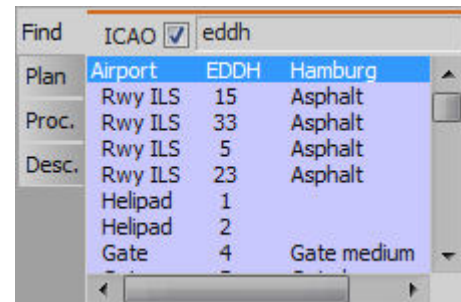 Find ICAO eddh
Plan
Proc.
Desc.
Airport EDDH Hamburg
Rwy ILS 15 Asphalt
Rwy ILS 33 Asphalt
Rwy ILS 5 Asphalt
Rwy ILS 23 Asphalt
Helipad 1
Helipad 2
Gate 4 Gate medium